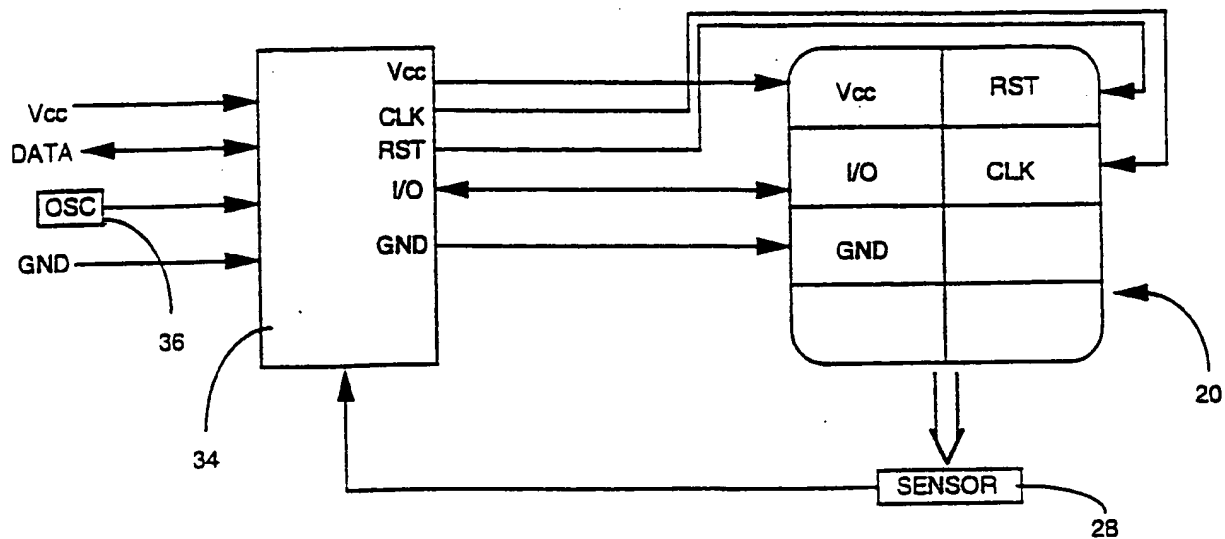 Vcc
DATA
OSC
GND
36
34
Vcc
CLK
RST
I/O
GND
Vcc
RST
I/O
CLK
GND
20
SENSOR
28